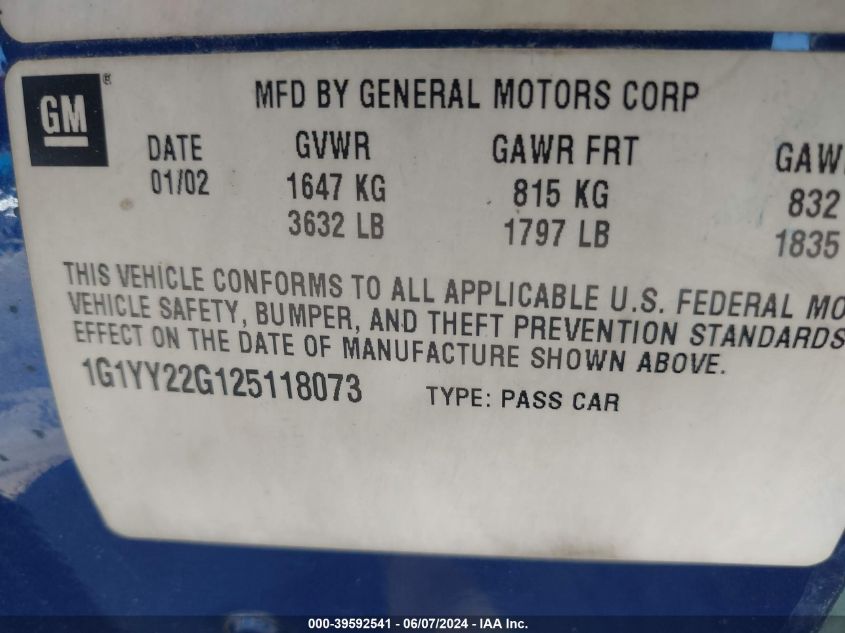 GM ®
MFD BY GENERAL MOTORS CORP
DATE GVWR GAWR FRT
01/02 1647 KG 815 KG 832
3632 LB 1797 LB 1835
THIS VEHICLE CONFORMS TO ALL APPLICABLE U.S. FEDERAL
VEHICLE SAFETY, BUMPER, AND THEFT PREVENTION STANDARDS
EFFECT ON THE DATE OF MANUFACTURE SHOWN ABOVE.
1G1YY22G125118073 TYPE: PASS CAR
000-39592541 - 06/07/2024 - IAA Inc.